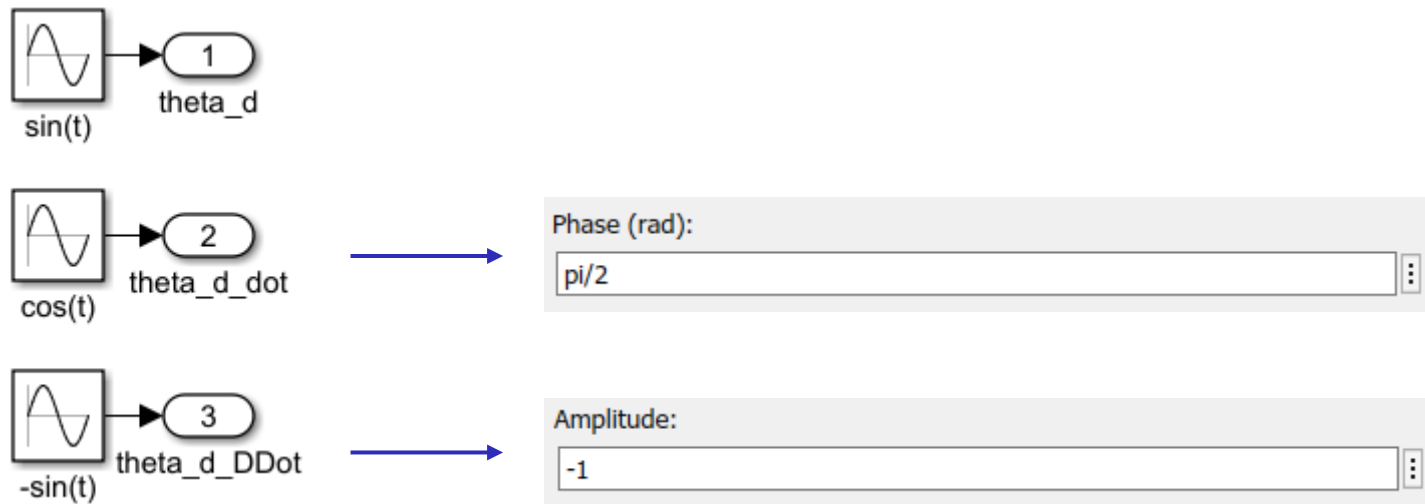 1
theta_d
sin(t)
2
theta_d_dot
cos(t)
Phase (rad):
pi/2
3
theta_d_DDot
-sin(t)
Amplitude:
-1